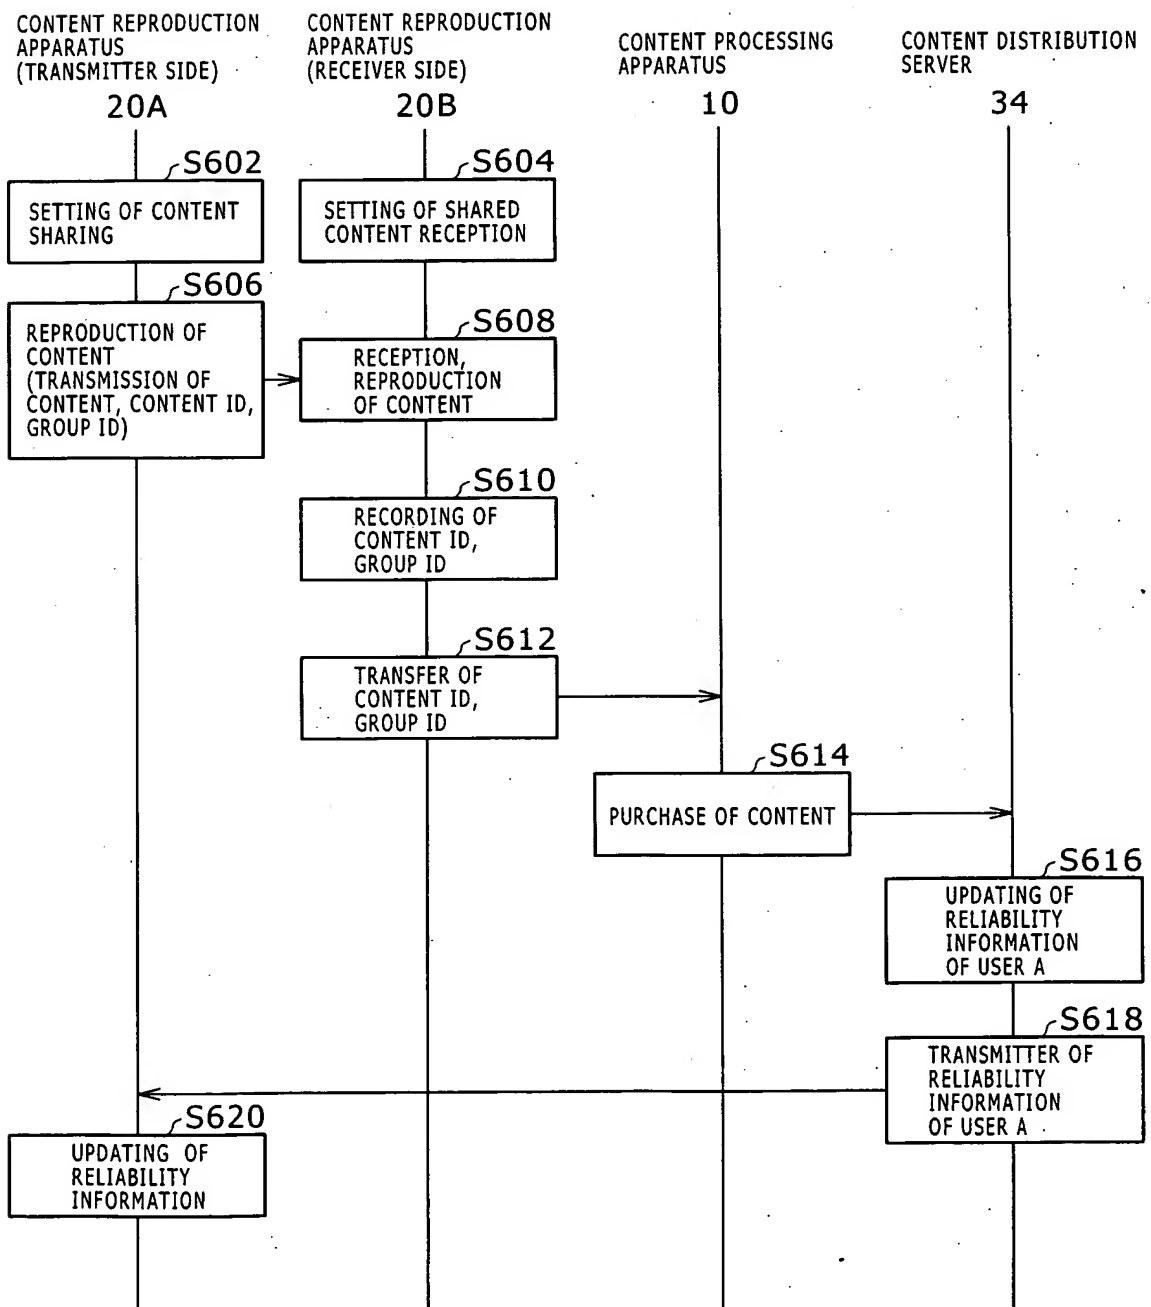 CONTENT REPRODUCTION
APPARATUS
(TRANSMITTER SIDE)
20A
CONTENT REPRODUCTION
APPARATUS
(RECEIVER SIDE)
20B
CONTENT PROCESSING
APPARATUS
10
CONTENT DISTRIBUTION
SERVER
34
S602
SETTING OF CONTENT
SHARING
S604
SETTING OF SHARED
CONTENT RECEPTION
S606
REPRODUCTION OF
CONTENT
(TRANSMISSION OF
CONTENT, CONTENT ID,
GROUP ID)
S608
RECEPTION,
REPRODUCTION
OF CONTENT
S610
RECORDING OF
CONTENT ID,
GROUP ID
S612
TRANSFER OF
CONTENT ID,
GROUP ID
S614
PURCHASE OF CONTENT
S616
UPDATING OF
RELIABILITY
INFORMATION
OF USER A
S618
TRANSMITTER OF
RELIABILITY
INFORMATION
OF USER A
S620
UPDATING OF
RELIABILITY
INFORMATION